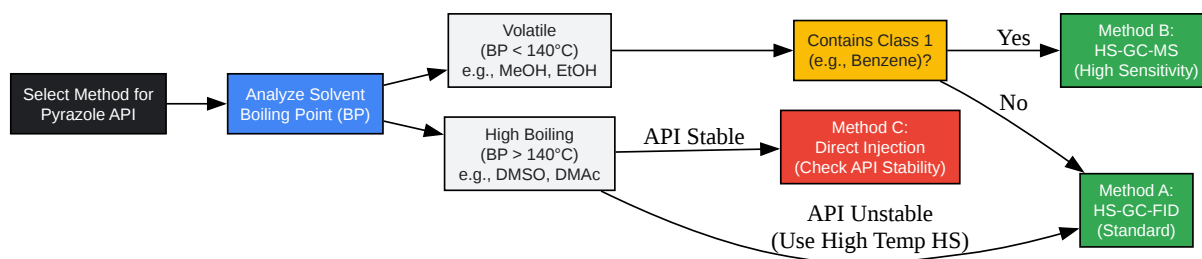 Select Method for
Pyrazole API
Analyze Solvent
Boiling Point (BP)
Volatile
(BP < 140°C)
e.g., MeOH, EtOH
High Boiling
(BP > 140°C)
e.g., DMSO, DMAc
Contains Class 1
(e.g., Benzene)?
Yes
Method B:
HS-GC-MS
(High Sensitivity)
No
API Stable
Method C:
Direct Injection
(Check API Stability)
API Unstable
(Use High Temp HS)
Method A:
HS-GC-FID
(Standard)